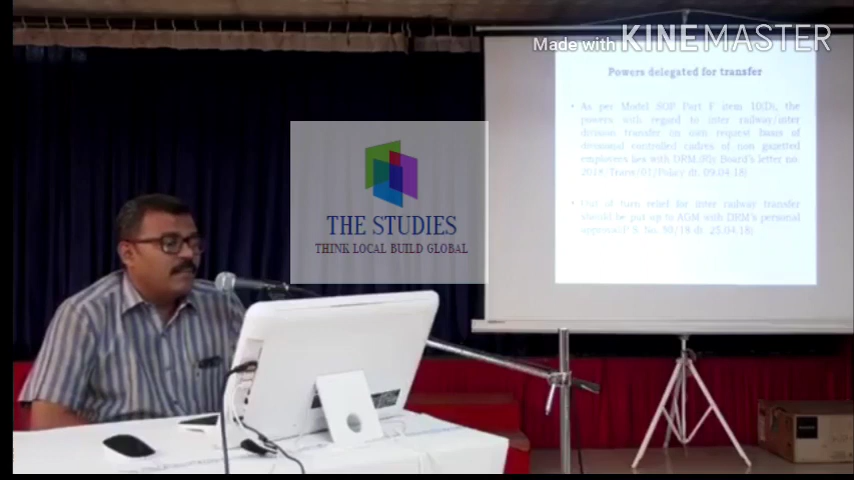 Made with KINEMASTER
Powers delegated for transfer
• As per Model SOP Part F item 10(D), the
powers with regard to inter railway/inter
division transfer on own request basis of
divisional controlled cadres of non gazetted
employees lies with DRM.(Rly Board's letter no.
2018/Trans/01/Policy dt. 09.04.18)
• Out of turn relief for inter railway transfer
should be put up to AGM with DRM's personal
approval( S. No. /18 dt. 25.04.18)
THE STUDIES
THINK LOCAL BUILD GLOBAL